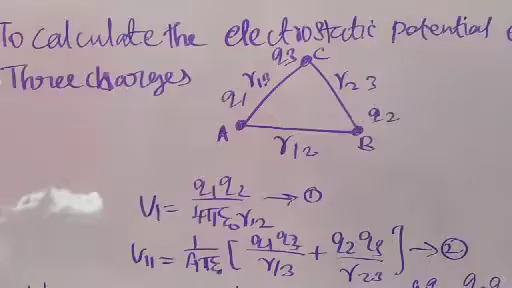 To calculate the electrostatic potential
Three charges
q3 C
r13 r23
q1 q2
A B
r12
V1 = q1q2 / 4πε0r12 → ①
V11 = 1 / 4πε [ q1q3 / r13 + q2q3 / r23 ] → ②